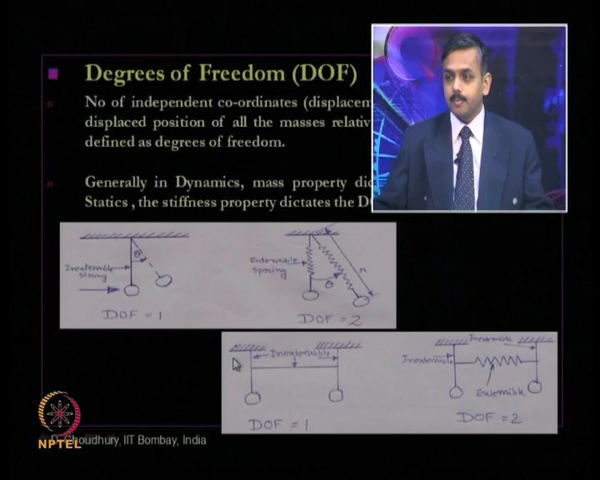 Degrees of Freedom (DOF)
No of independent co-ordinates (displacem
displaced position of all the masses relativ
defined as degrees of freedom.
Generally in Dynamics, mass property dic
Statics , the stiffness property dictates the D
Inextensible
string
θ
DOF = 1
Extensible
Spring
θ
r
DOF = 2
Inextensible
DOF = 1
Inextensible
Inextensible
Extensible
DOF = 2
NPTEL
Choudhury, IIT Bombay, India